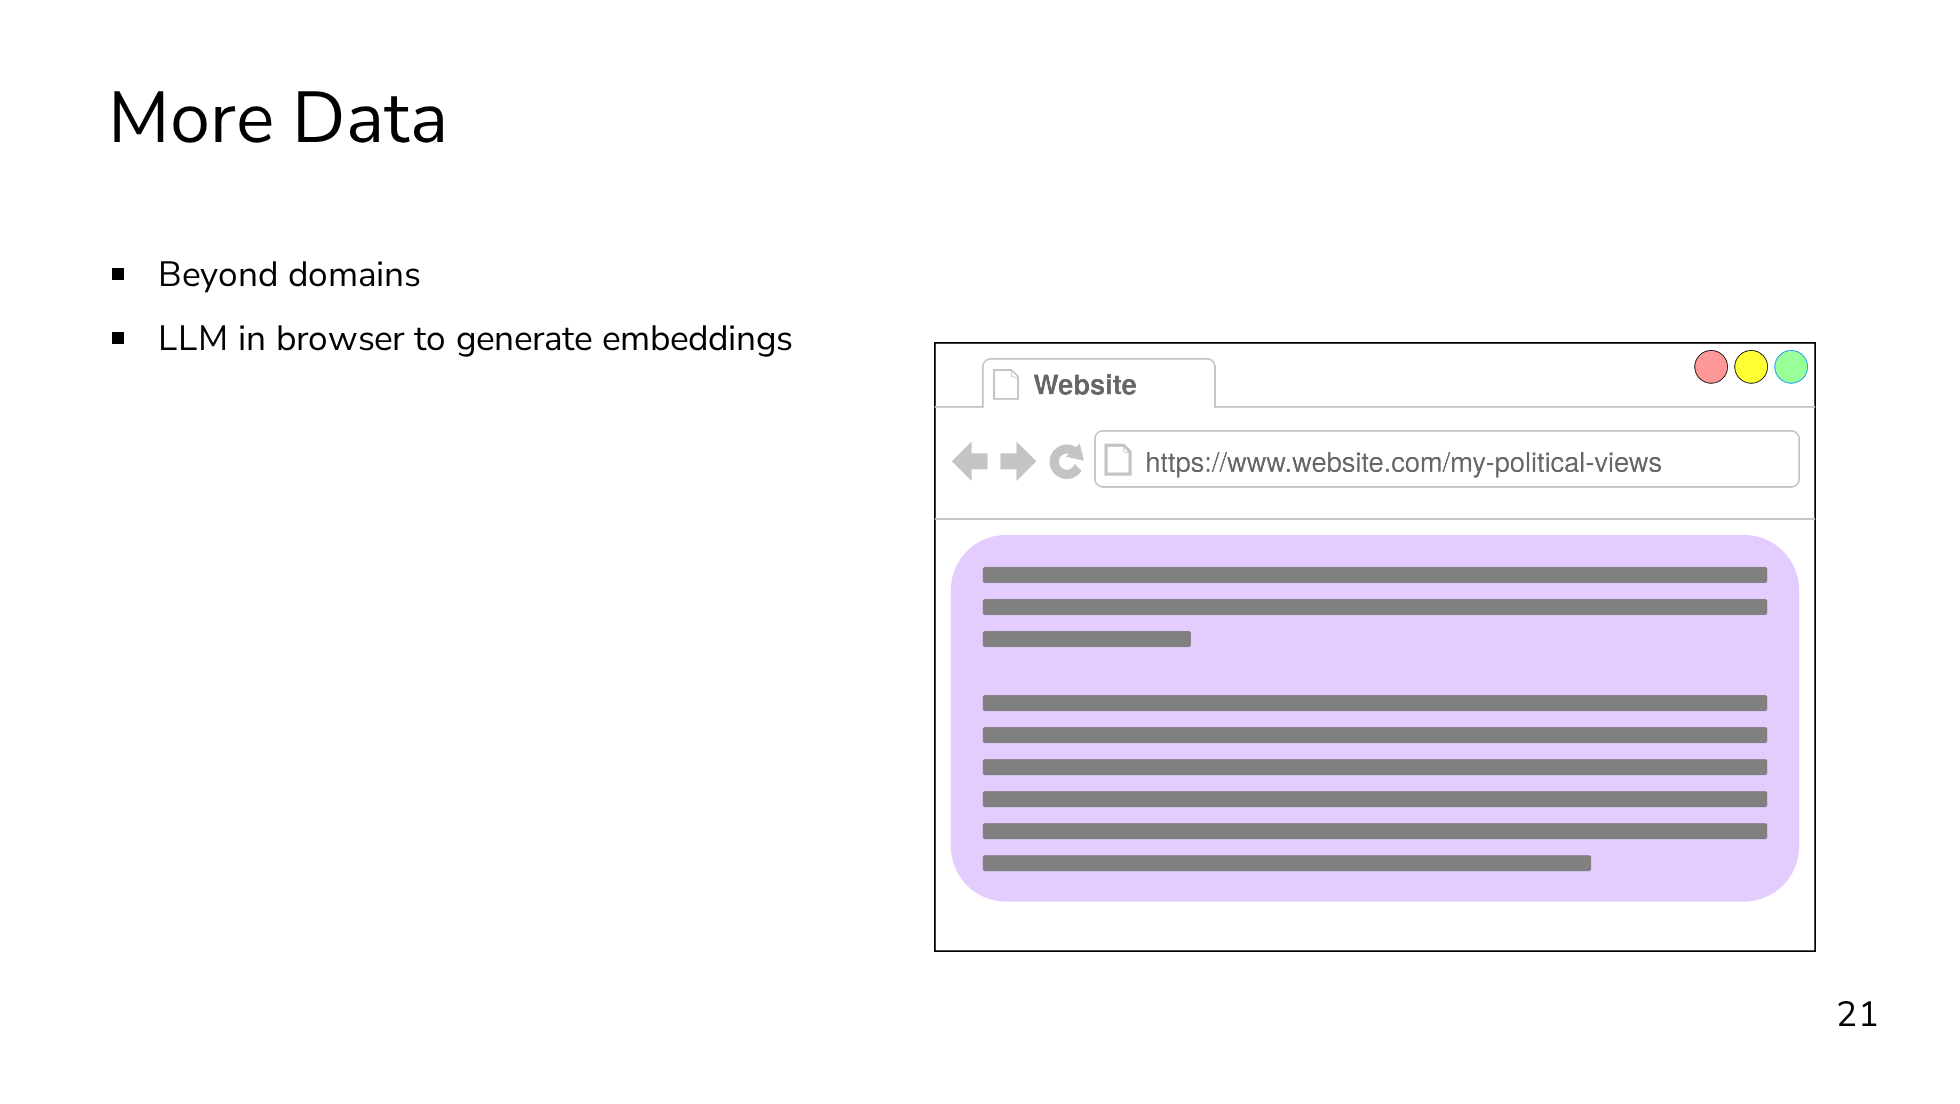 More Data
Beyond domains
LLM in browser to generate embeddings
Website
https://www.website.com/my-political-views
21